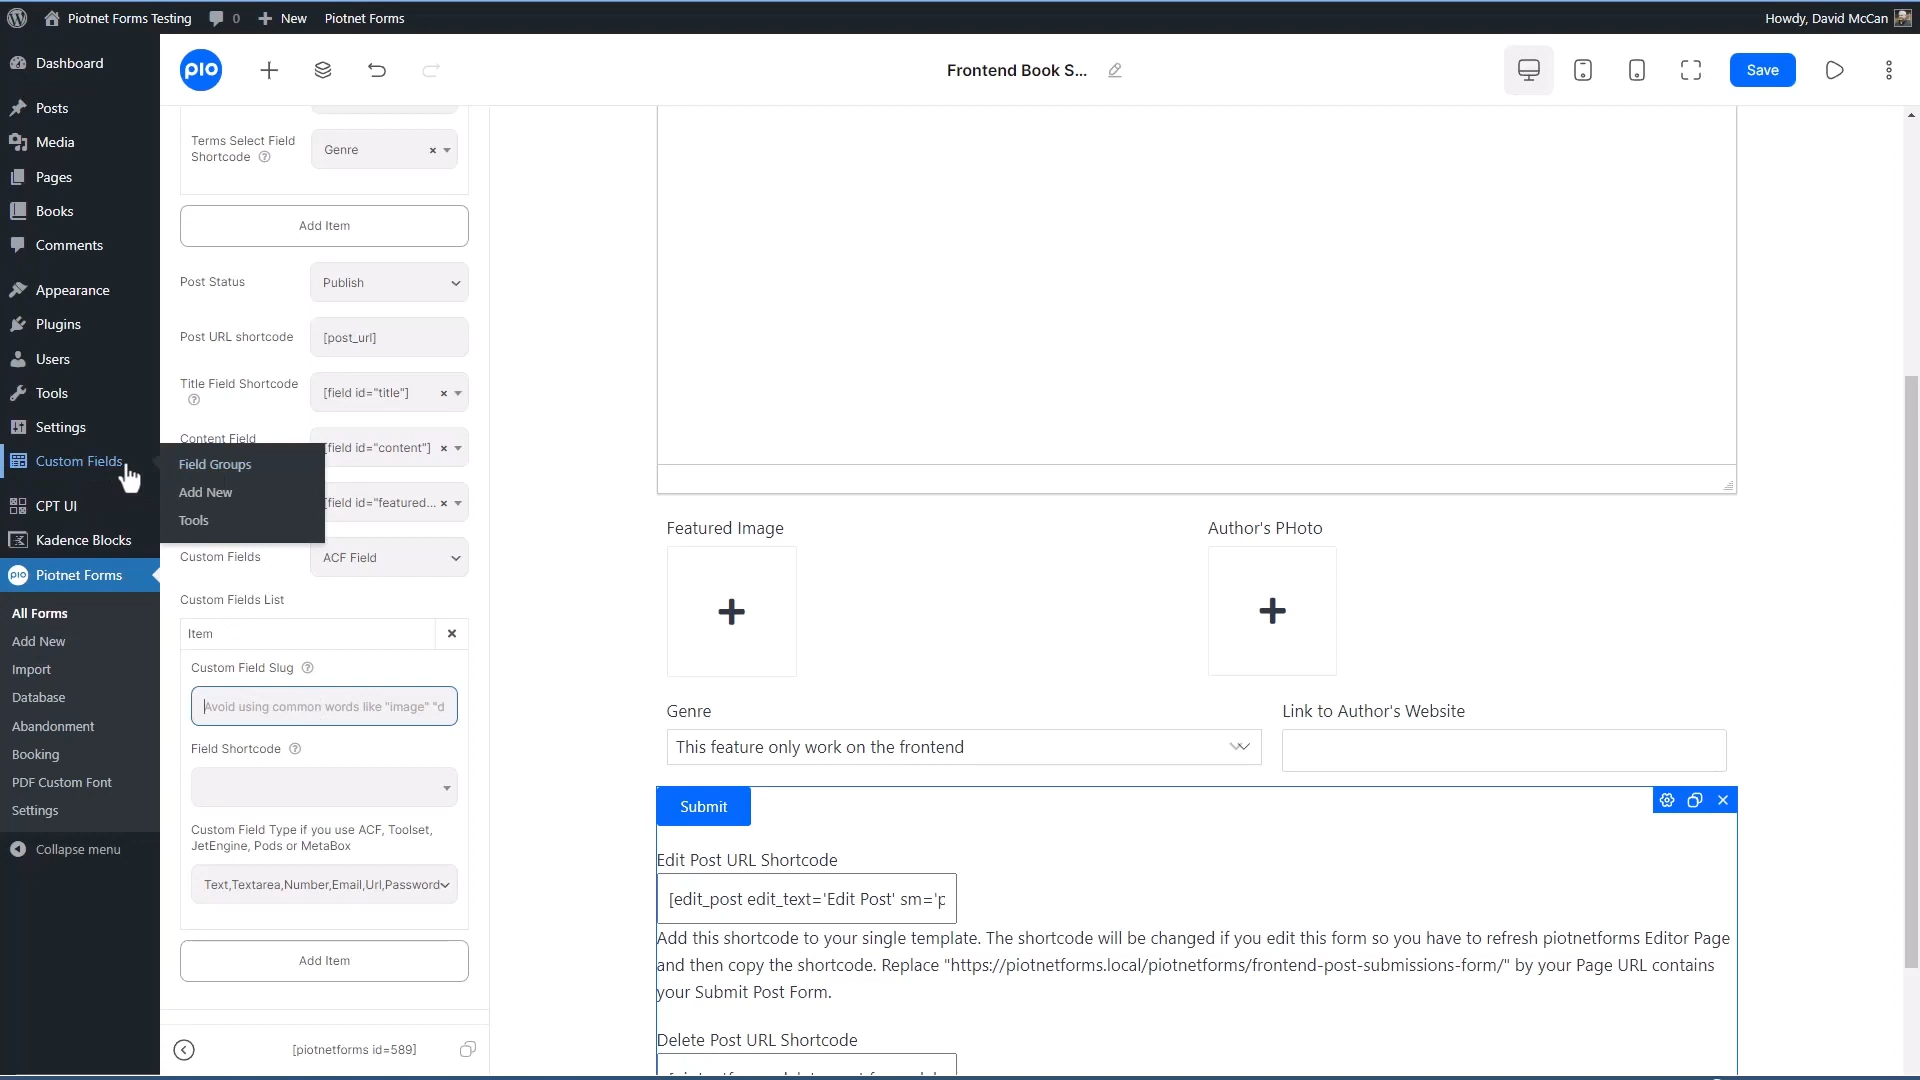 Piotnet Forms Testing
0
New
Piotnet Forms
Howdy, David McCan
Dashboard
Posts
Media
Pages
Books
Comments
Appearance
Plugins
Users
Tools
Settings
Custom Fields
CPT UI
Kadence Blocks
pio
Piotnet Forms
All Forms
Add New
Import
Database
Abandonment
Booking
PDF Custom Font
Settings
Collapse menu
Field Groups
Add New
Tools
pio
Frontend Book S...
Save
Terms Select Field
Shortcode
Genre
Add Item
Post Status
Publish
Post URL shortcode
[post_url]
Title Field Shortcode
[field id="title"]
Content Field
[field id="content"]
[field id="featured...
Custom Fields
ACF Field
Custom Fields List
Item
Custom Field Slug
Avoid using common words like "image" "d
Field Shortcode
Custom Field Type if you use ACF, Toolset,
JetEngine, Pods or MetaBox
Text,Textarea,Number,Email,Url,Password
Add Item
[piotnetforms id=589]
Featured Image
Author's PHoto
Genre
This feature only work on the frontend
Link to Author's Website
Submit
Edit Post URL Shortcode
[edit_post edit_text='Edit Post' sm='p
Add this shortcode to your single template. The shortcode will be changed if you edit this form so you have to refresh piotnetforms Editor Page
and then copy the shortcode. Replace "https://piotnetforms.local/piotnetforms/frontend-post-submissions-form/" by your Page URL contains
your Submit Post Form.
Delete Post URL Shortcode